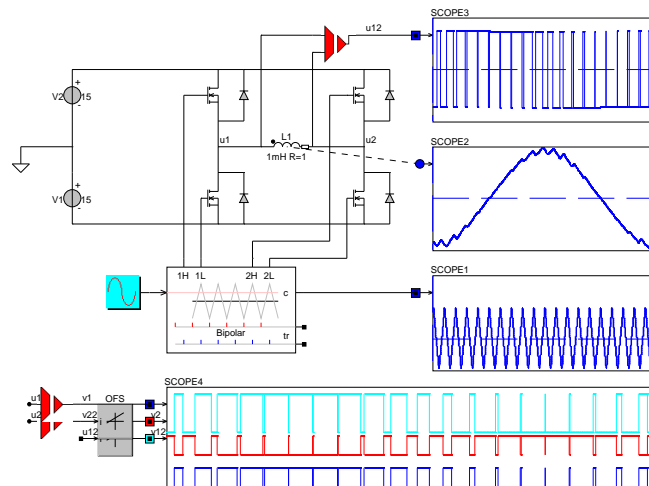 SCOPE3
u12
V2 15
+
u1
L1
u2
1mH R=1
SCOPE2
+
V1 15
1H 1L 2H 2L
SCOPE1
c
Bipolar
tr
SCOPE4
u1 v1 OFS
u2 v22 v2
u12 v12